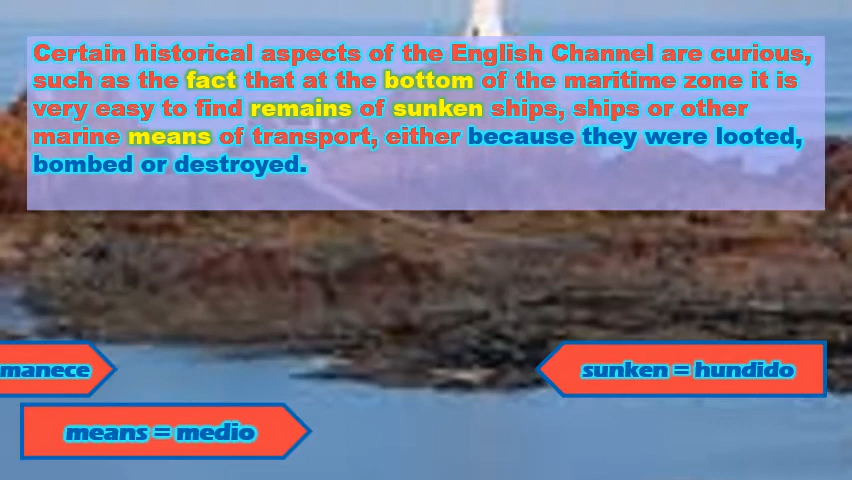 Certain historical aspects of the English Channel are curious,
such as the fact that at the bottom of the maritime zone it is
very easy to find remains of sunken ships, ships or other
marine means of transport, either because they were looted,
bombed or destroyed.
manece
sunken = hundido
means = medio